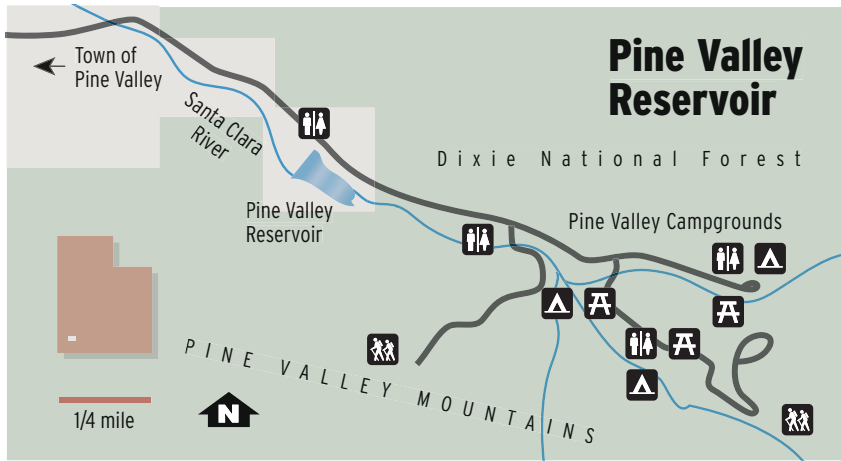 Pine Valley
Reservoir
Town of
Pine Valley
Santa Clara
River
Dixie National Forest
Pine Valley
Reservoir
Pine Valley Campgrounds
PINE VALLEY MOUNTAINS
1/4 mile
N